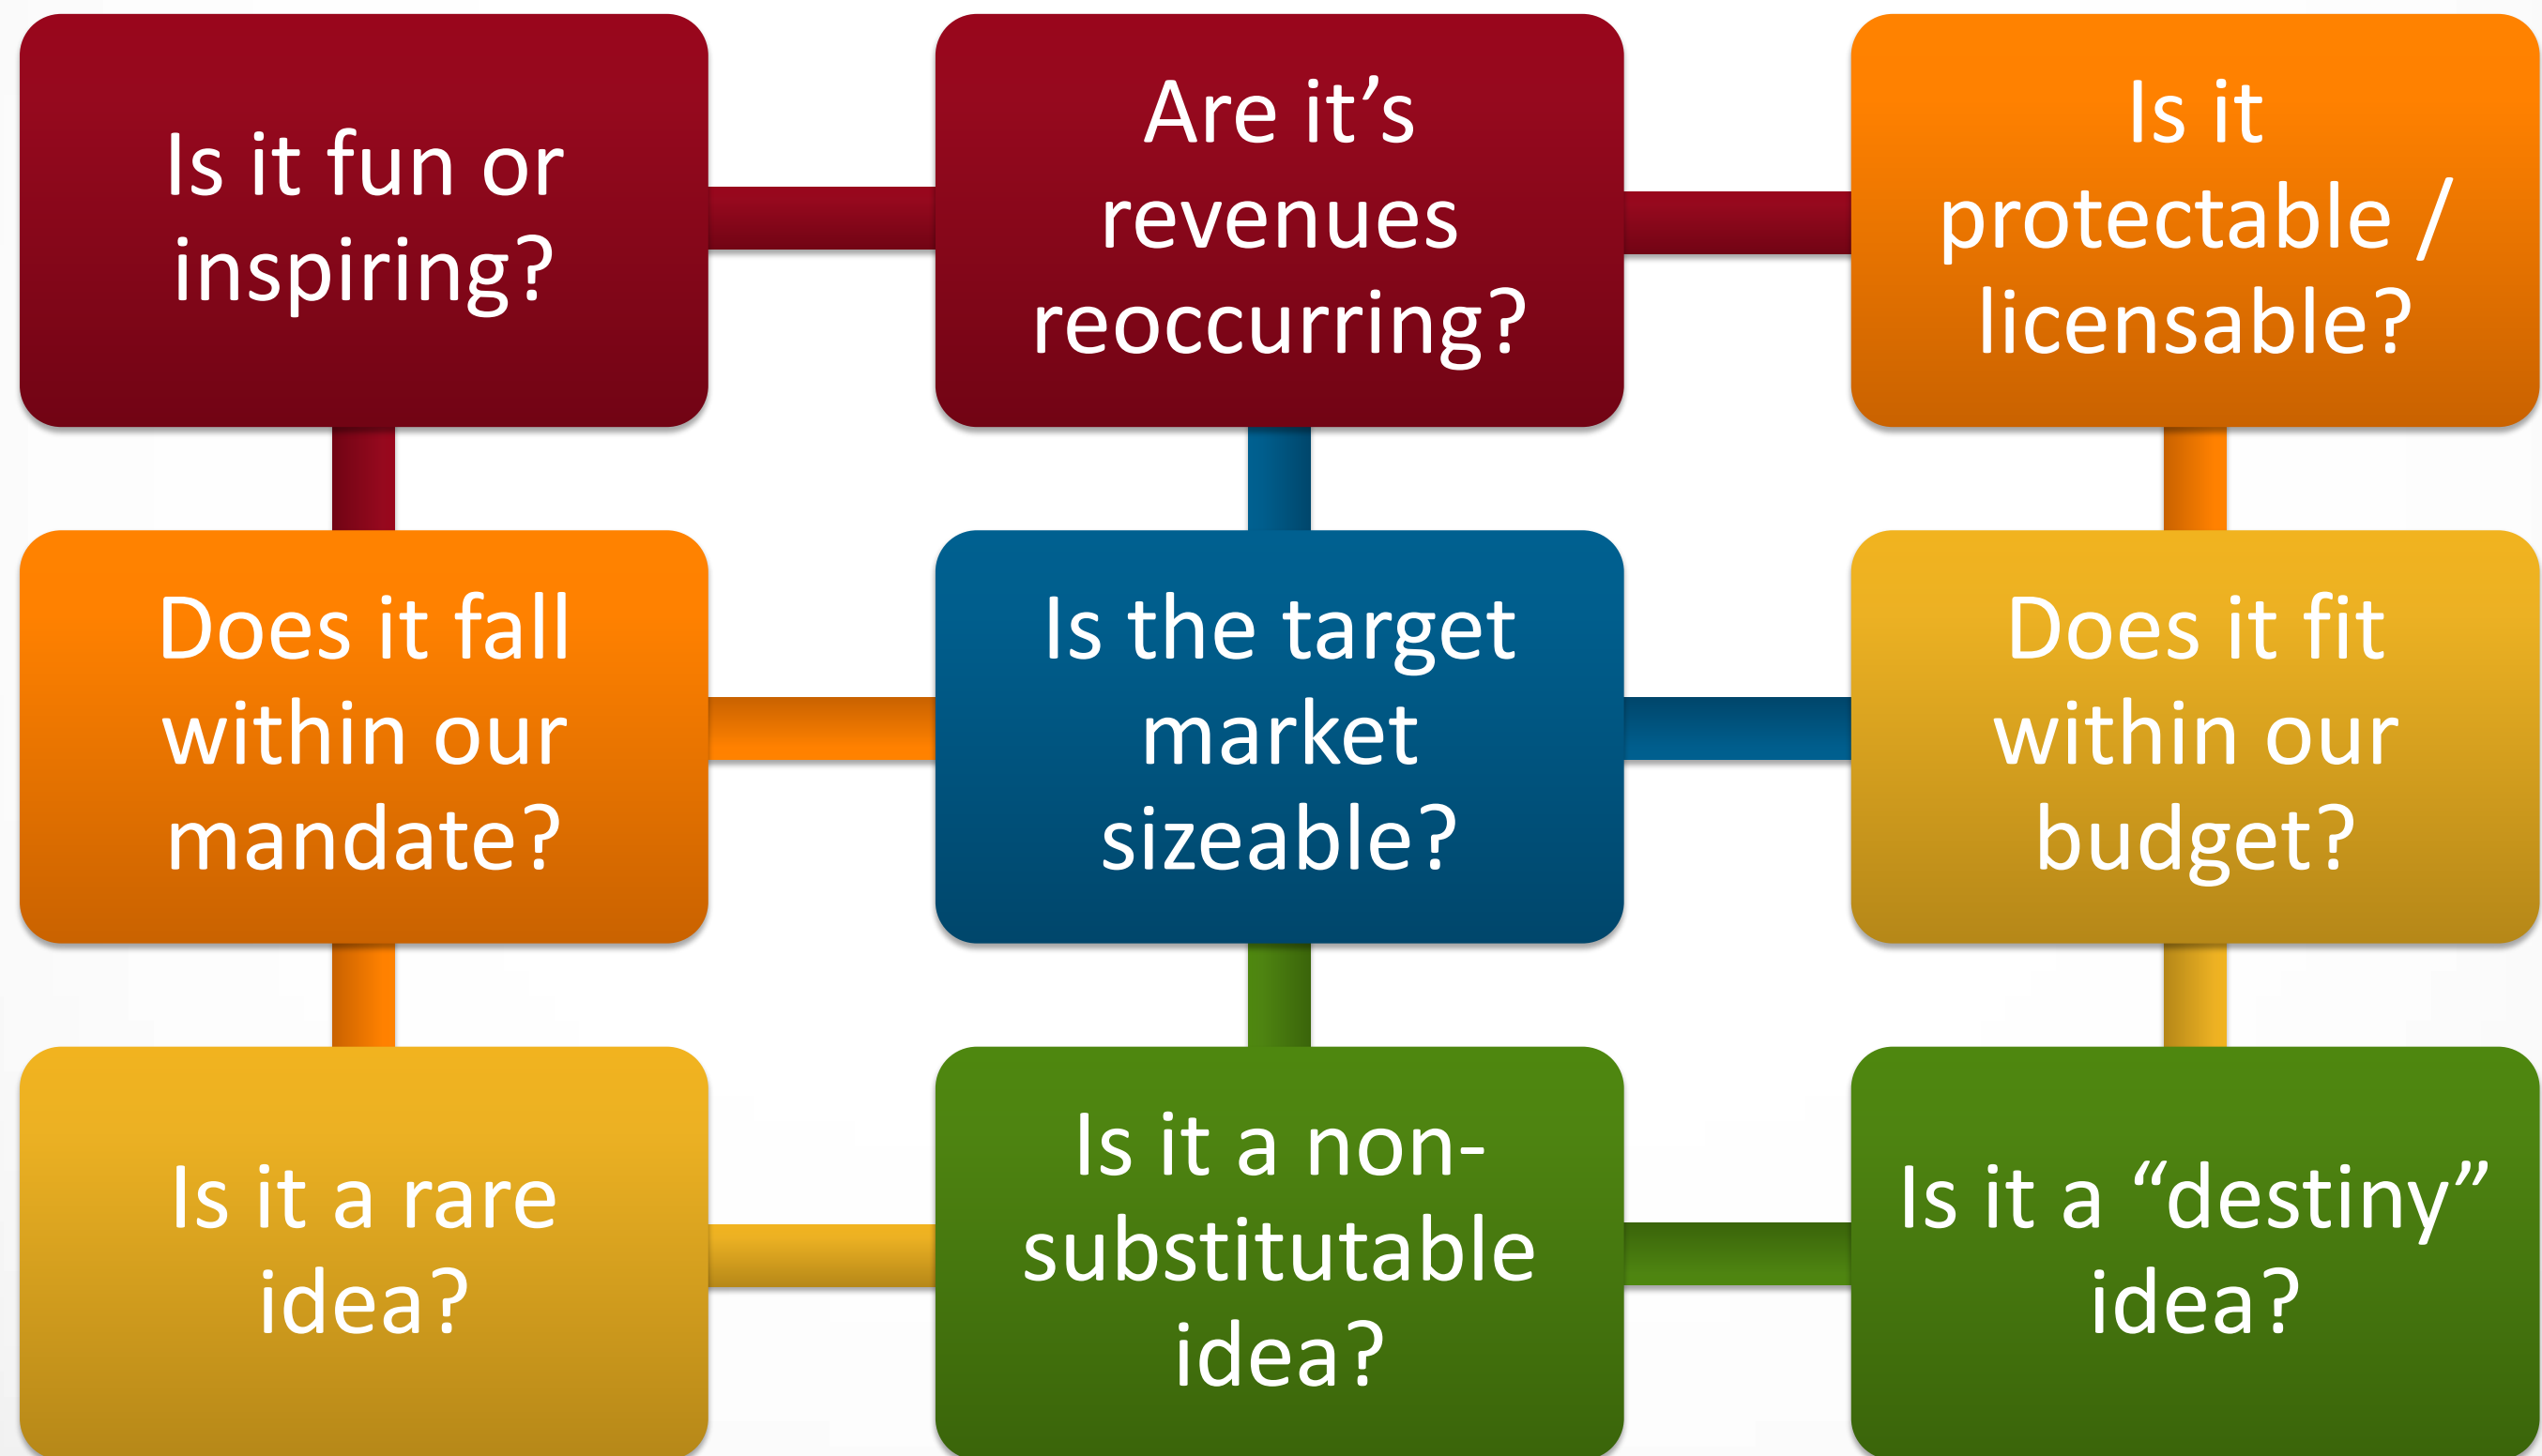 Is it fun or
inspiring?
Are it’s
revenues
reoccurring?
Is it
protectable /
licensable?
Does it fall
within our
mandate?
Is the target
market
sizeable?
Does it fit
within our
budget?
Is it a rare
idea?
Is it a non-
substitutable
idea?
Is it a “destiny”
idea?